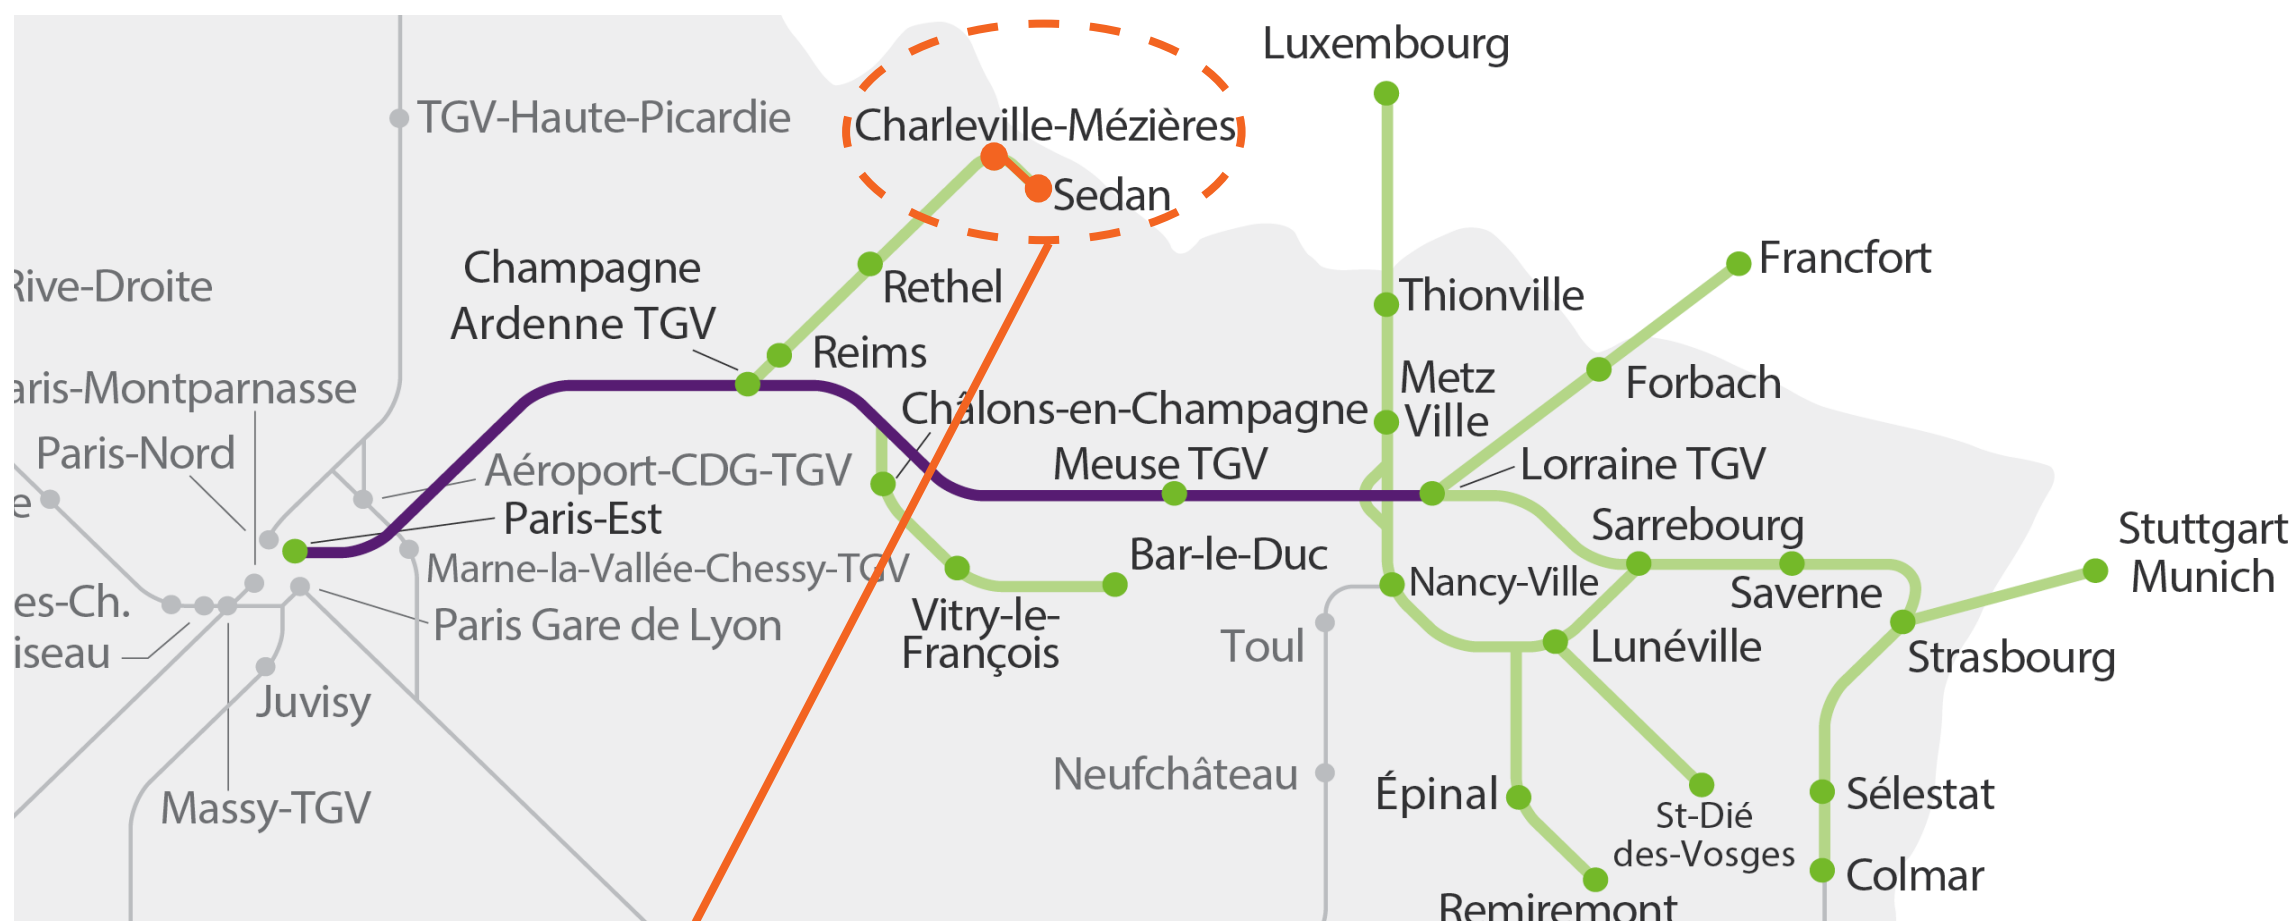 Luxembourg
TGV-Haute-Picardie
Charleville-Mézières
Sedan
Champagne
Ardenne TGV
Rethel
Francfort
Rive-Droite
Thionville
Reims
aris-Montparnasse
Metz
Ville
Forbach
Châlons-en-Champagne
Paris-Nord
Aéroport-CDG-TGV
Meuse TGV
Lorraine TGV
e
Paris-Est
Sarrebourg
Stuttgart
Munich
Marne-la-Vallée-Chessy-TGV
Bar-le-Duc
Nancy-Ville
Saverne
es-Ch.
Paris Gare de Lyon
Vitry-le-
François
Toul
Lunéville
Strasbourg
iseau
Juvisy
Neufchâteau
Massy-TGV
Épinal
St-Dié
des-Vosges
Sélestat
Colmar
Remiremont